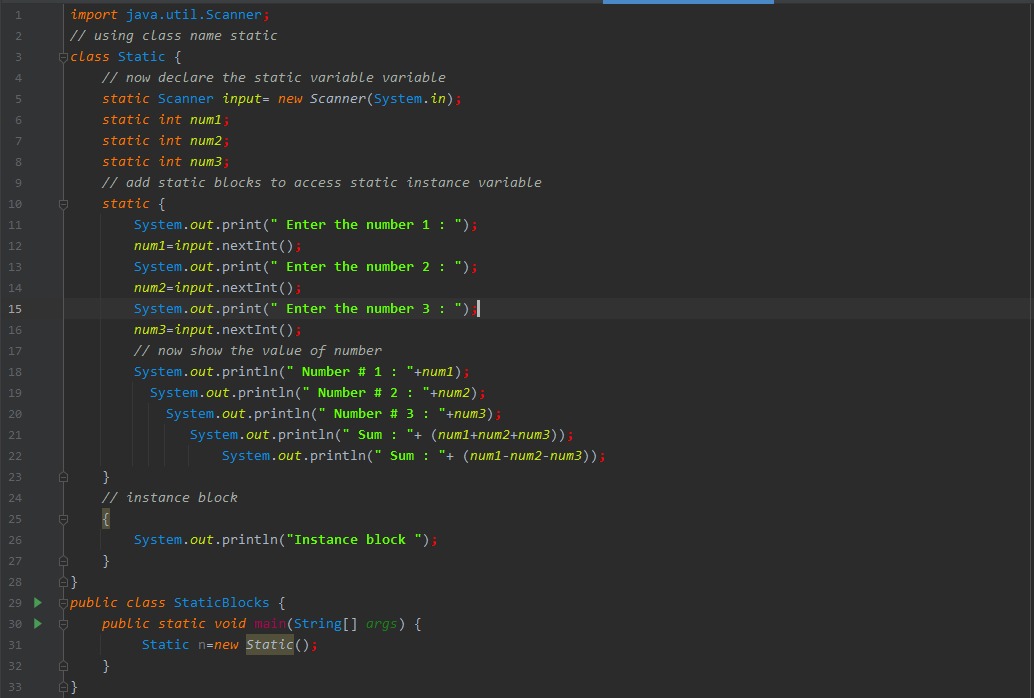 1 import java.util.Scanner;
2 // using class name static
3 class Static {
4 // now declare the static variable variable
5 static Scanner input= new Scanner(System.in);
6 static int num1;
7 static int num2;
8 static int num3;
9 // add static blocks to access static instance variable
10 static {
11 System.out.print(" Enter the number 1 : ");
12 num1=input.nextInt();
13 System.out.print(" Enter the number 2 : ");
14 num2=input.nextInt();
15 System.out.print(" Enter the number 3 : ");
16 num3=input.nextInt();
17 // now show the value of number
18 System.out.println(" Number # 1 : "+num1);
19 System.out.println(" Number # 2 : "+num2);
20 System.out.println(" Number # 3 : "+num3);
21 System.out.println(" Sum : "+ (num1+num2+num3));
22 System.out.println(" Sum : "+ (num1-num2-num3));
23 }
24 // instance block
25 {
26 System.out.println("Instance block ");
27 }
28 }
29 public class StaticBlocks {
30 public static void main(String[] args) {
31 Static n=new Static();
32 }
33 }